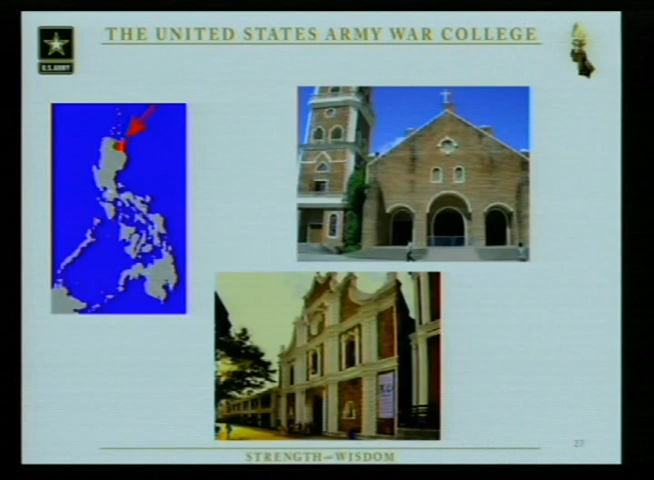 THE UNITED STATES ARMY WAR COLLEGE
U.S. ARMY
27
STRENGTH—WISDOM